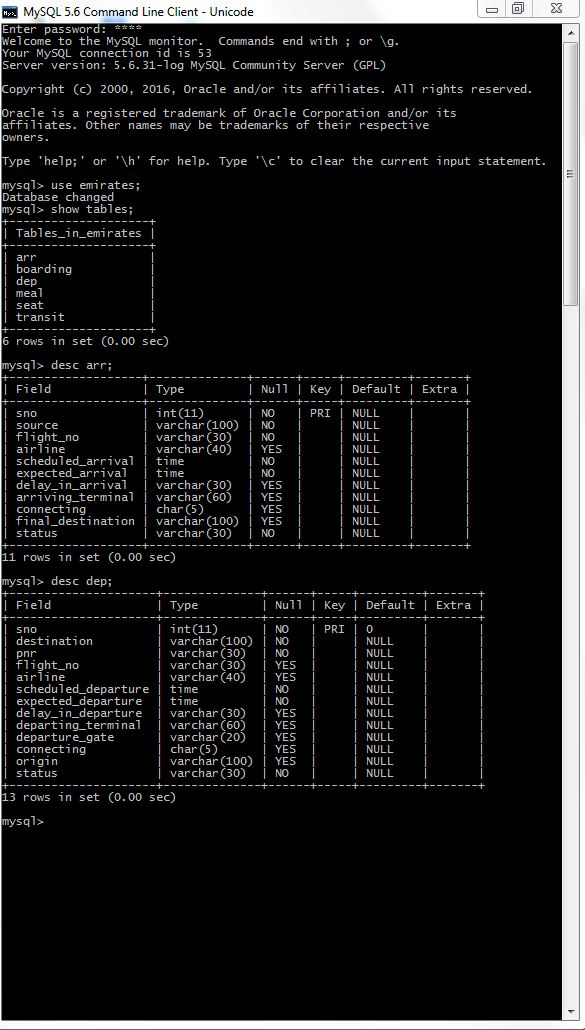 MySQL 5.6 Command Line Client - Unicode
Enter password: ****
Welcome to the MySQL monitor.  Commands end with ; or \g.
Your MySQL connection id is 53
Server version: 5.6.31-log MySQL Community Server (GPL)
Copyright (c) 2000, 2016, Oracle and/or its affiliates. All rights reserved.
Oracle is a registered trademark of Oracle Corporation and/or its
affiliates. Other names may be trademarks of their respective
owners.
Type 'help;' or '\h' for help. Type '\c' to clear the current input statement.
mysql> use emirates;
Database changed
mysql> show tables;
+--------------------+
| Tables_in_emirates |
+--------------------+
| arr                |
| boarding           |
| dep                |
| meal               |
| seat               |
| transit            |
+--------------------+
6 rows in set (0.00 sec)
mysql> desc arr;
+-------------------+--------------+------+-----+---------+-------+
| Field             | Type         | Null | Key | Default | Extra |
+-------------------+--------------+------+-----+---------+-------+
| sno               | int(11)      | NO   | PRI | NULL    |       |
| source            | varchar(100) | NO   |     | NULL    |       |
| flight_no         | varchar(30)  | NO   |     | NULL    |       |
| airline           | varchar(40)  | YES  |     | NULL    |       |
| scheduled_arrival | time         | NO   |     | NULL    |       |
| expected_arrival  | time         | NO   |     | NULL    |       |
| delay_in_arrival  | varchar(30)  | YES  |     | NULL    |       |
| arriving_terminal | varchar(60)  | YES  |     | NULL    |       |
| connecting        | char(5)      | YES  |     | NULL    |       |
| final_destination | varchar(100) | YES  |     | NULL    |       |
| status            | varchar(30)  | NO   |     | NULL    |       |
+-------------------+--------------+------+-----+---------+-------+
11 rows in set (0.00 sec)
mysql> desc dep;
+---------------------+--------------+------+-----+---------+-------+
| Field               | Type         | Null | Key | Default | Extra |
+---------------------+--------------+------+-----+---------+-------+
| sno                 | int(11)      | NO   | PRI | 0       |       |
| destination         | varchar(100) | NO   |     | NULL    |       |
| pnr                 | varchar(30)  | NO   |     | NULL    |       |
| flight_no           | varchar(30)  | YES  |     | NULL    |       |
| airline             | varchar(40)  | YES  |     | NULL    |       |
| scheduled_departure | time         | NO   |     | NULL    |       |
| expected_departure  | time         | NO   |     | NULL    |       |
| delay_in_departure  | varchar(30)  | YES  |     | NULL    |       |
| departing_terminal  | varchar(60)  | YES  |     | NULL    |       |
| departure_gate      | varchar(20)  | YES  |     | NULL    |       |
| connecting          | char(5)      | YES  |     | NULL    |       |
| origin              | varchar(100) | YES  |     | NULL    |       |
| status              | varchar(30)  | NO   |     | NULL    |       |
+---------------------+--------------+------+-----+---------+-------+
13 rows in set (0.00 sec)
mysql>